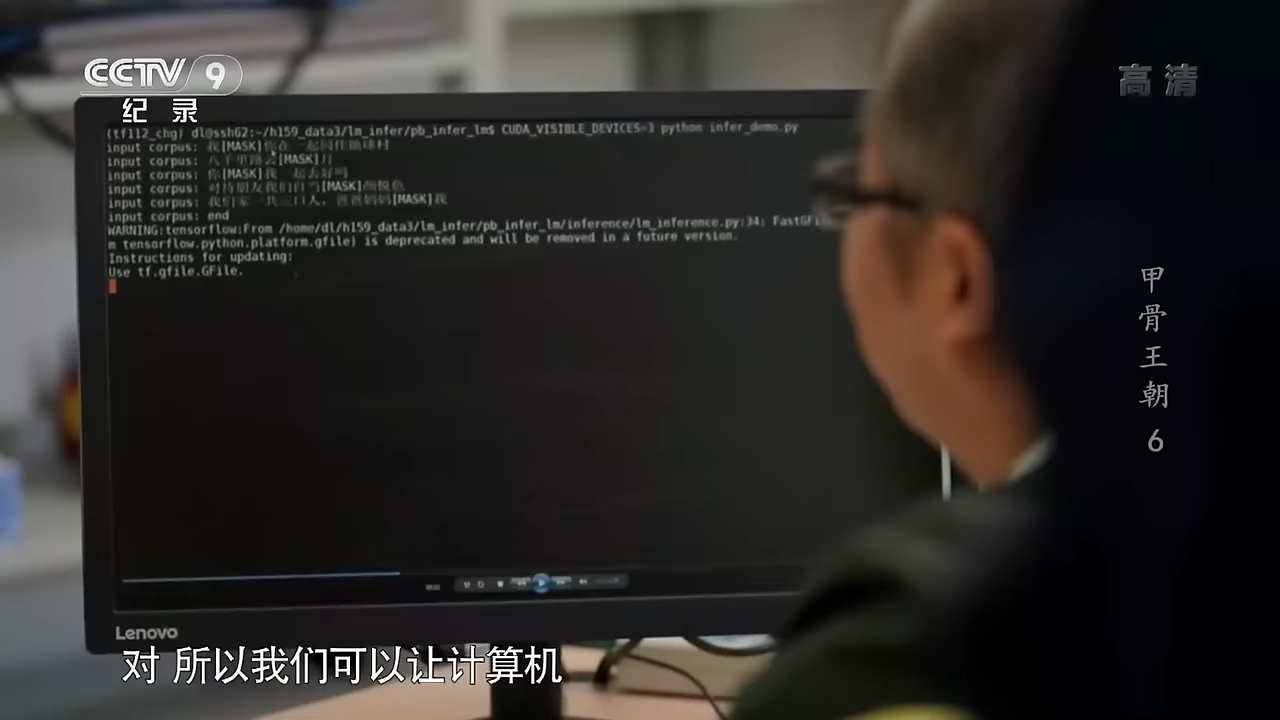 CCTV 9
纪录
高清
(tf112_chg) dl@ssh62:~/h159_data3/lm_infer/pb_infer_lm$ CUDA_VISIBLE_DEVICES=3 python infer_demo.py
input corpus: 我[MASK]你在一起同住地球村
input corpus: 八千里路云[MASK]月
input corpus: 你[MASK]我一起去好吗
input corpus: 对待朋友我们自当[MASK]颜悦色
input corpus: 我们家一共三口人，爸爸妈妈[MASK]我
input corpus: end
WARNING:tensorflow:From /home/dl/h159_data3/lm_infer/pb_infer_lm/inference/lm_inference.py:34: FastGFi
m tensorflow.python.platform.gfile) is deprecated and will be removed in a future version.
Instructions for updating:
Use tf.gfile.GFile.
甲骨王朝 6
Lenovo
对 所以我们可以让计算机